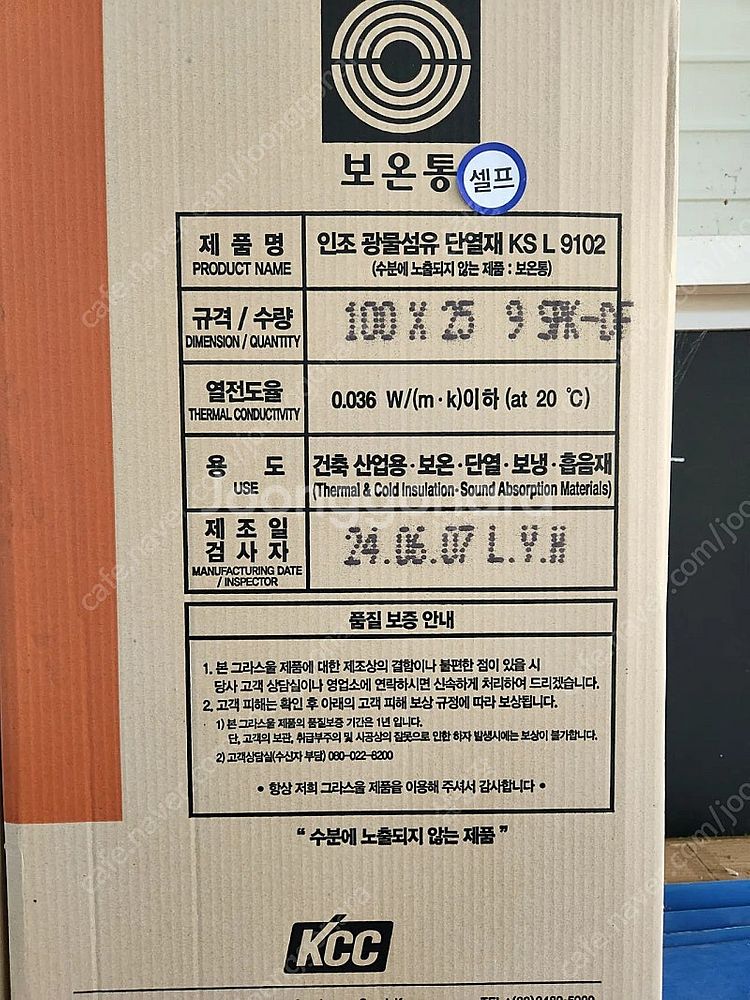 보온통
셀프
제 품 명
PRODUCT NAME
인조 광물섬유 단열재 KS L 9102
(수분에 노출되지 않는 제품 : 보온통)
규격 / 수량
DIMENSION / QUANTITY
100 X 25 9 SPK-OF
열전도율
THERMAL CONDUCTIVITY
0.036 W/(m·k)이하 (at 20 ℃)
용 도
USE
건축 산업용·보온·단열·보냉·흡음재
(Thermal & Cold Insulation·Sound Absorption Materials)
제 조 일
검 사 자
MANUFACTURING DATE
/ INSPECTOR
24.06.07 L.Y.H
품질 보증 안내
1. 본 그라스울 제품에 대한 제조상의 결함이나 불편한 점이 있을 시
당사 고객 상담실이나 영업소에 연락하시면 신속하게 처리하여 드리겠습니다.
2. 고객 피해는 확인 후 아래의 고객 피해 보상 규정에 따라 보상됩니다.
1) 본 그라스울 제품의 품질보증 기간은 1년 입니다.
단, 고객의 보관, 취급부주의 및 시공상의 잘못으로 인한 하자 발생시에는 보상이 불가합니다.
2) 고객상담실(수신자 부담) 080-022-8200
• 항상 저희 그라스울 제품을 이용해 주셔서 감사합니다 •
“ 수분에 노출되지 않는 제품 ”
KCC